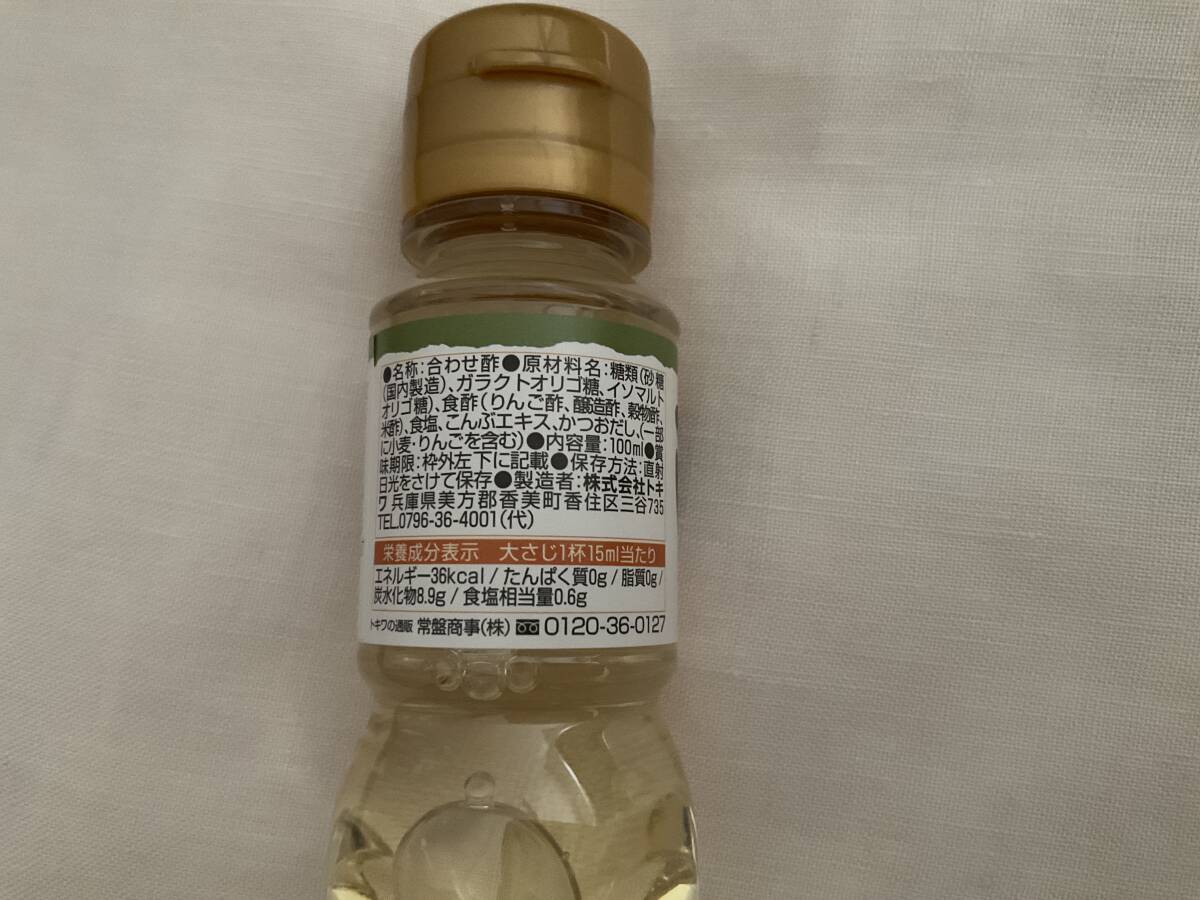 ●名称:合わせ酢●原材料名:糖類(砂糖
(国内製造)、ガラクトオリゴ糖、イソマルト
オリゴ糖)、食酢(りんご酢、醸造酢、穀物酢、
米酢)、食塩、こんぶエキス、かつおだし、(一部
に小麦・りんごを含む)●内容量:100ml●賞
味期限:枠外左下に記載●保存方法:直射
日光をさけて保存●製造者:株式会社トキ
ワ 兵庫県美方郡香美町香住区三谷735
TEL.0796-36-4001(代)
栄養成分表示 大さじ1杯15ml当たり
エネルギー36kcal / たんぱく質0g / 脂質0g /
炭水化物8.9g / 食塩相当量0.6g
トキワの通販 常盤商事(株) 0120-36-0127